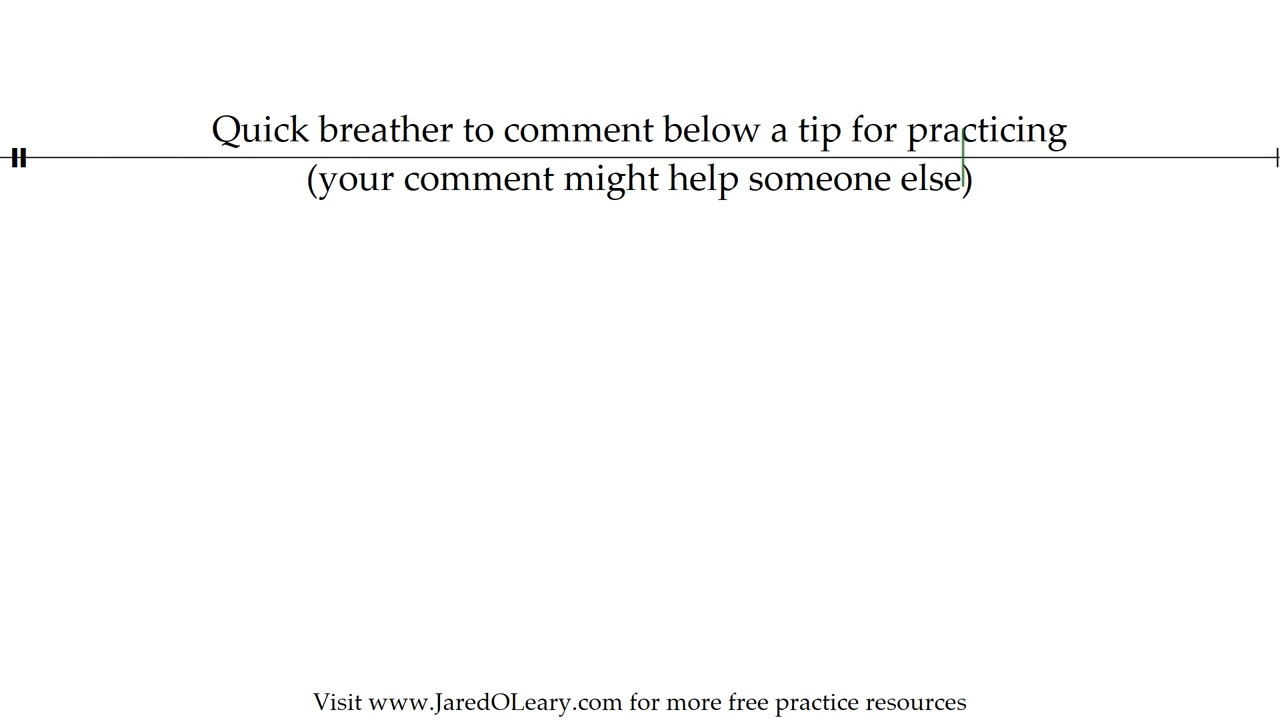 Quick breather to comment below a tip for practicing
(your comment might help someone else)
Visit www.JaredOLeary.com for more free practice resources